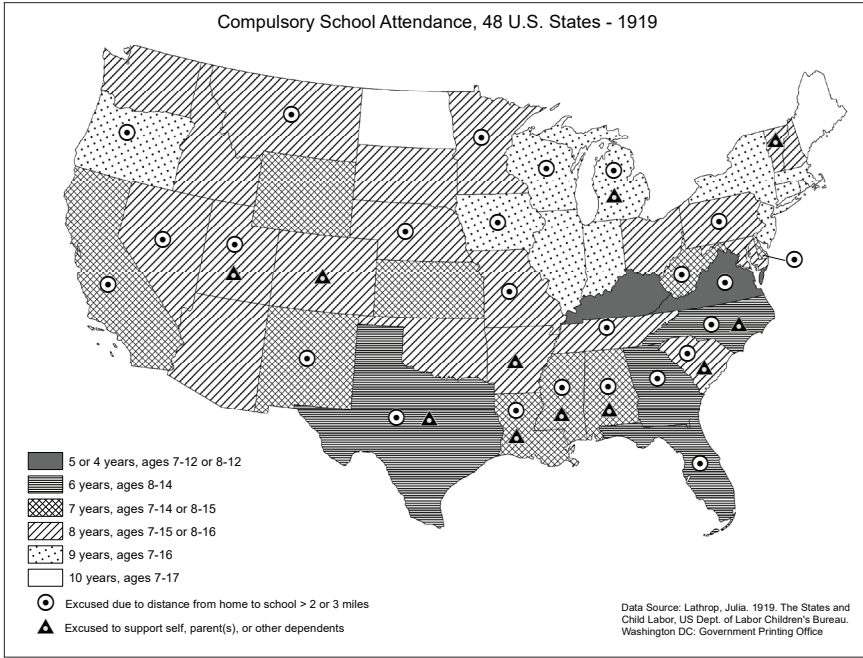 Compulsory School Attendance, 48 U.S. States - 1919
5 or 4 years, ages 7-12 or 8-12
6 years, ages 8-14
7 years, ages 7-14 or 8-15
8 years, ages 7-15 or 8-16
9 years, ages 7-16
10 years, ages 7-17
Excused due to distance from home to school > 2 or 3 miles
Excused to support self, parent(s), or other dependents
Data Source: Lathrop, Julia. 1919. The States and
Child Labor, US Dept. of Labor Children's Bureau.
Washington DC: Government Printing Office